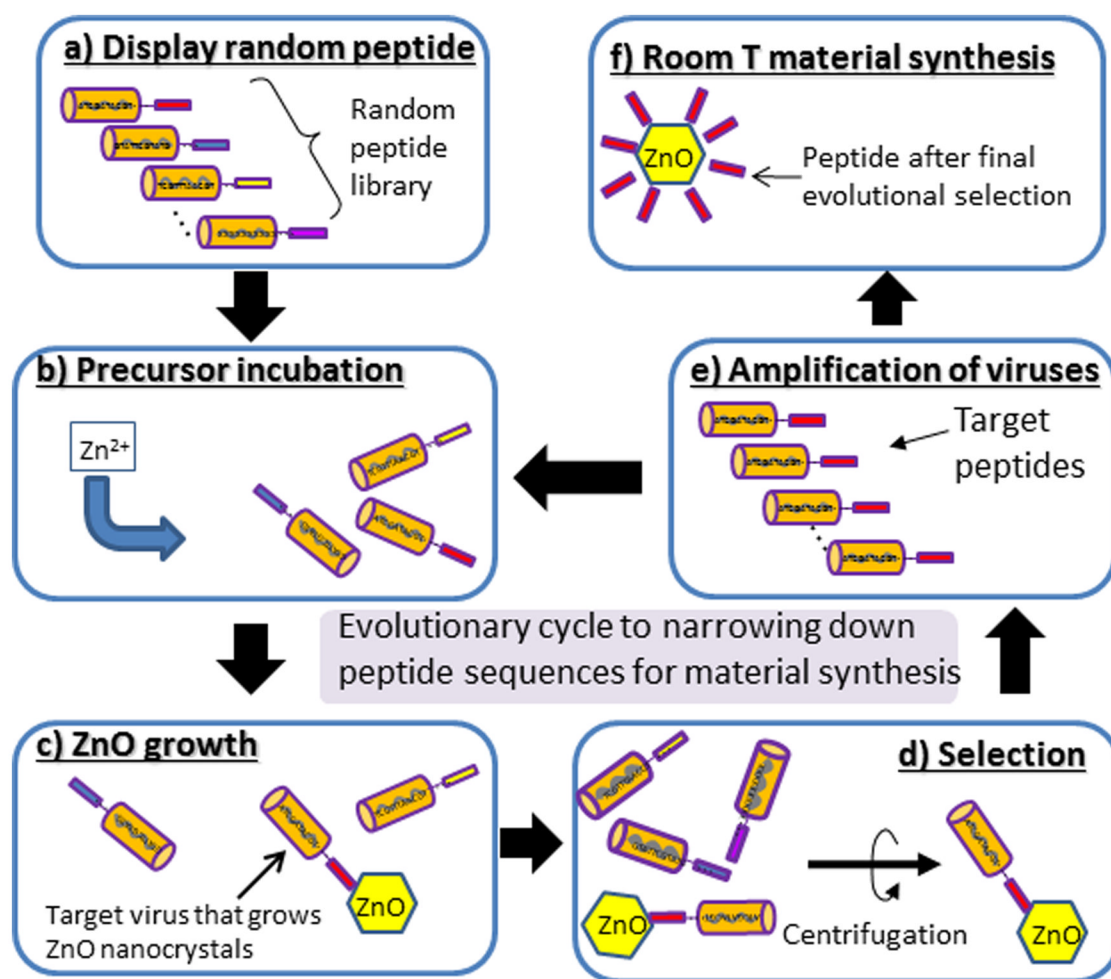 a) Display random peptide
Random
peptide
library
f) Room T material synthesis
ZnO
Peptide after final
evolutional selection
b) Precursor incubation
Zn²⁺
e) Amplification of viruses
Target
peptides
Evolutionary cycle to narrowing down
peptide sequences for material synthesis
c) ZnO growth
ZnO
Target virus that grows
ZnO nanocrystals
d) Selection
ZnO
Centrifugation
ZnO